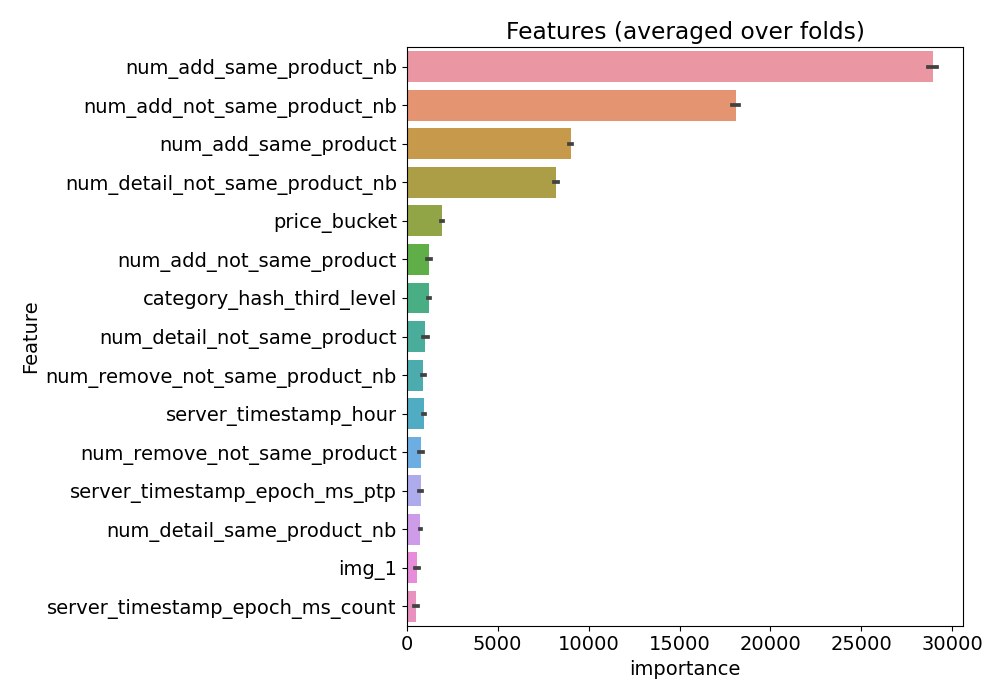 Features (averaged over folds)
num_add_same_product_nb
num_add_not_same_product_nb
num_add_same_product
num_detail_not_same_product_nb
price_bucket
num_add_not_same_product
category_hash_third_level
num_detail_not_same_product
num_remove_not_same_product_nb
server_timestamp_hour
num_remove_not_same_product
server_timestamp_epoch_ms_ptp
num_detail_same_product_nb
img_1
server_timestamp_epoch_ms_count
Feature
0 5000 10000 15000 20000 25000 30000
importance